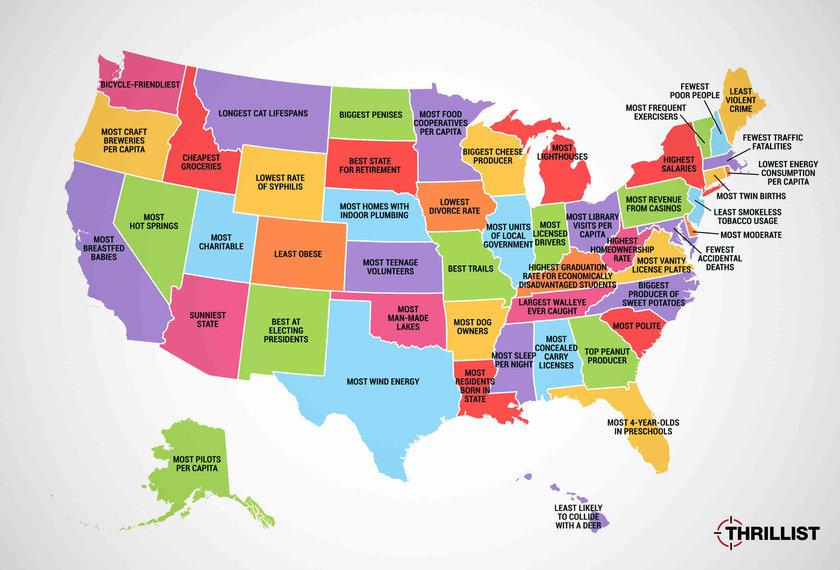 BICYCLE-FRIENDLIEST
MOST CRAFT
BREWERIES
PER CAPITA
CHEAPEST
GROCERIES
LONGEST CAT LIFESPANS
BIGGEST PENISES
MOST FOOD
COOPERATIVES
PER CAPITA
BIGGEST CHEESE
PRODUCER
MOST
LIGHTHOUSES
MOST FREQUENT
EXERCISERS
FEWEST
POOR PEOPLE
LEAST
VIOLENT
CRIME
FEWEST TRAFFIC
FATALITIES
LOWEST ENERGY
CONSUMPTION
PER CAPITA
MOST TWIN BIRTHS
HIGHEST
SALARIES
LEAST SMOKELESS
TOBACCO USAGE
MOST MODERATE
FEWEST
ACCIDENTAL
DEATHS
MOST REVENUE
FROM CASINOS
LOWEST RATE
OF SYPHILIS
BEST STATE
FOR RETIREMENT
MOST HOMES WITH
INDOOR PLUMBING
LOWEST
DIVORCE RATE
MOST UNITS
OF LOCAL
GOVERNMENT
MOST
LICENSED
DRIVERS
MOST LIBRARY
VISITS PER
CAPITA
HIGHEST
HOMEOWNERSHIP
RATE
MOST VANITY
LICENSE PLATES
MOST
BREASTFED
BABIES
MOST
HOT SPRINGS
MOST
CHARITABLE
LEAST OBESE
MOST TEENAGE
VOLUNTEERS
BEST TRAILS
HIGHEST GRADUATION
RATE FOR ECONOMICALLY
DISADVANTAGED STUDENTS
BIGGEST
PRODUCER OF
SWEET POTATOES
LARGEST WALLEYE
EVER CAUGHT
SUNNIEST
STATE
BEST AT
ELECTING
PRESIDENTS
MOST
MAN-MADE
LAKES
MOST DOG
OWNERS
MOST POLITE
MOST WIND ENERGY
MOST
RESIDENTS
BORN IN
STATE
MOST SLEEP
PER NIGHT
MOST
CONCEALED
CARRY
LICENSES
TOP PEANUT
PRODUCER
MOST 4-YEAR-OLDS
IN PRESCHOOLS
MOST PILOTS
PER CAPITA
LEAST LIKELY
TO COLLIDE
WITH A DEER
THRILLIST